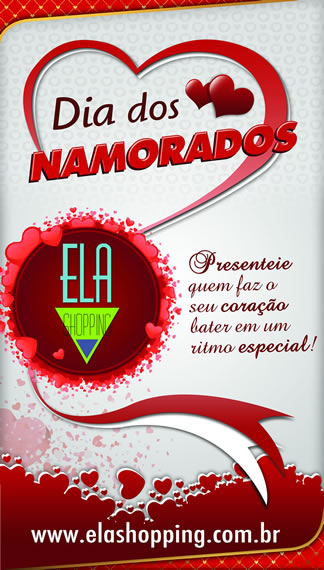 Dia dos
NAMORADOS
ELA
SHOPPING
Presenteie
quem faz o
seu coração
bater em um
ritmo especial!
www.elashopping.com.br